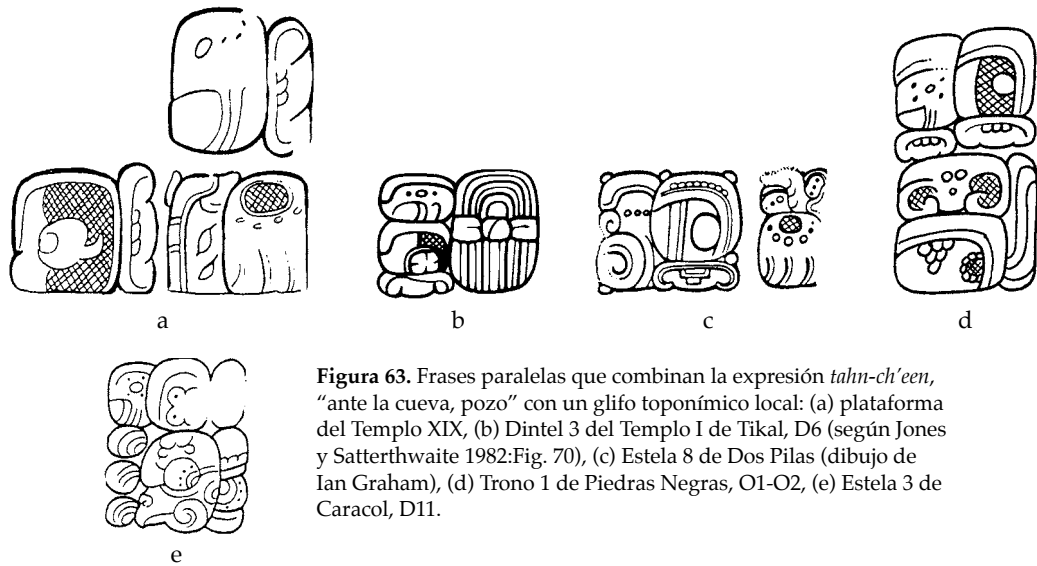 a
b
c
d
e
Figura 63. Frases paralelas que combinan la expresión tahn-ch’een,
“ante la cueva, pozo” con un glifo toponímico local: (a) plataforma
del Templo XIX, (b) Dintel 3 del Templo I de Tikal, D6 (según Jones
y Satterthwaite 1982:Fig. 70), (c) Estela 8 de Dos Pilas (dibujo de
Ian Graham), (d) Trono 1 de Piedras Negras, O1-O2, (e) Estela 3 de
Caracol, D11.